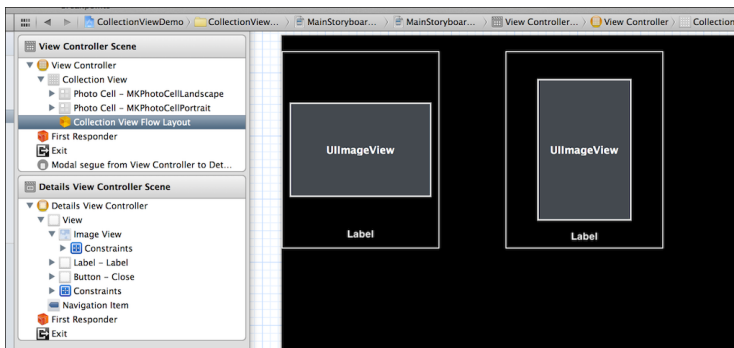 CollectionViewDemo
CollectionView...
MainStoryboar...
MainStoryboar...
View Controller...
View Controller
Collection
View Controller Scene
View Controller
Collection View
Photo Cell – MKPhotoCellLandscape
Photo Cell – MKPhotoCellPortrait
Collection View Flow Layout
First Responder
Exit
Modal segue from View Controller to Det...
Details View Controller Scene
Details View Controller
View
Image View
Constraints
Label – Label
Button – Close
Constraints
Navigation Item
First Responder
Exit
UIImageView
Label
UIImageView
Label